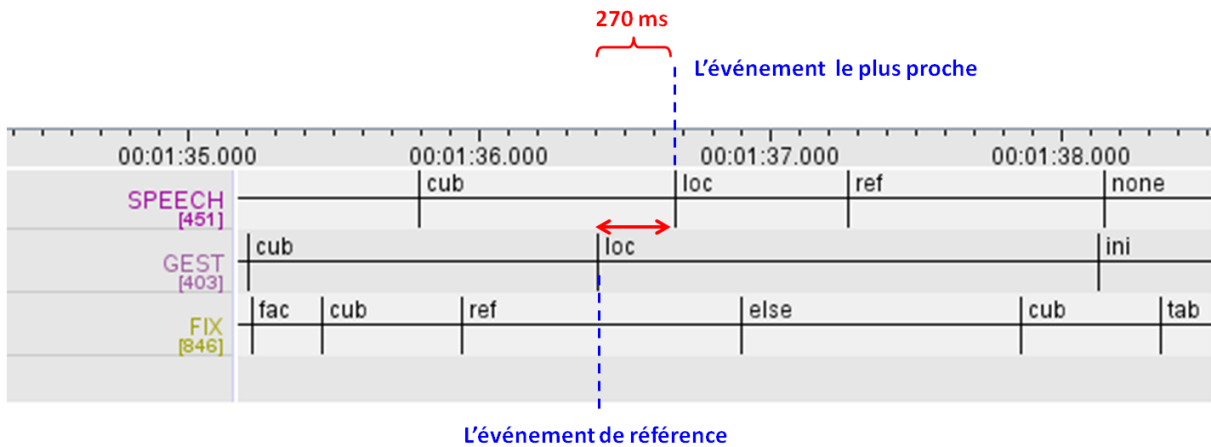 270 ms
L'événement le plus proche
00:01:35.000 00:01:36.000 00:01:37.000 00:01:38.000
SPEECH cub loc ref none
[451]
GEST cub loc ini
[403]
FIX fac cub ref else cub tab
[846]
L'événement de référence